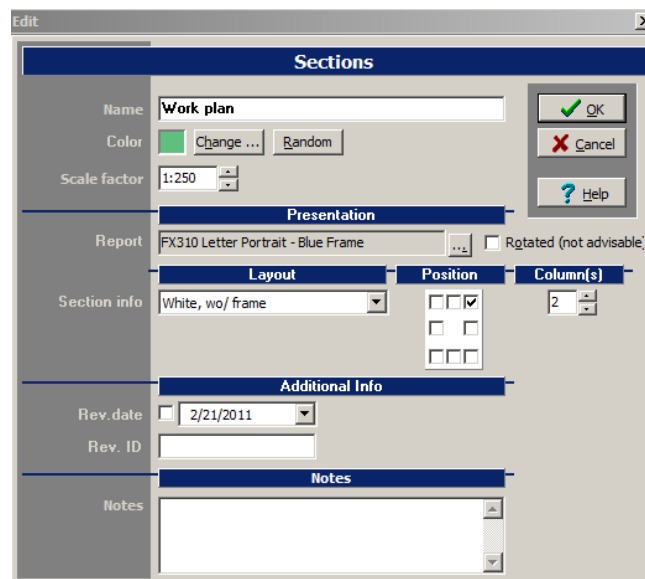 Edit
Sections
Name Work plan OK
Color Change ... Random Cancel
Scale factor 1:250 Help
Presentation
Report FX310 Letter Portrait - Blue Frame ... Rotated (not advisable)
Layout Position Column(s)
Section info White, wo/ frame 2
Additional Info
Rev.date 2/21/2011
Rev. ID
Notes
Notes